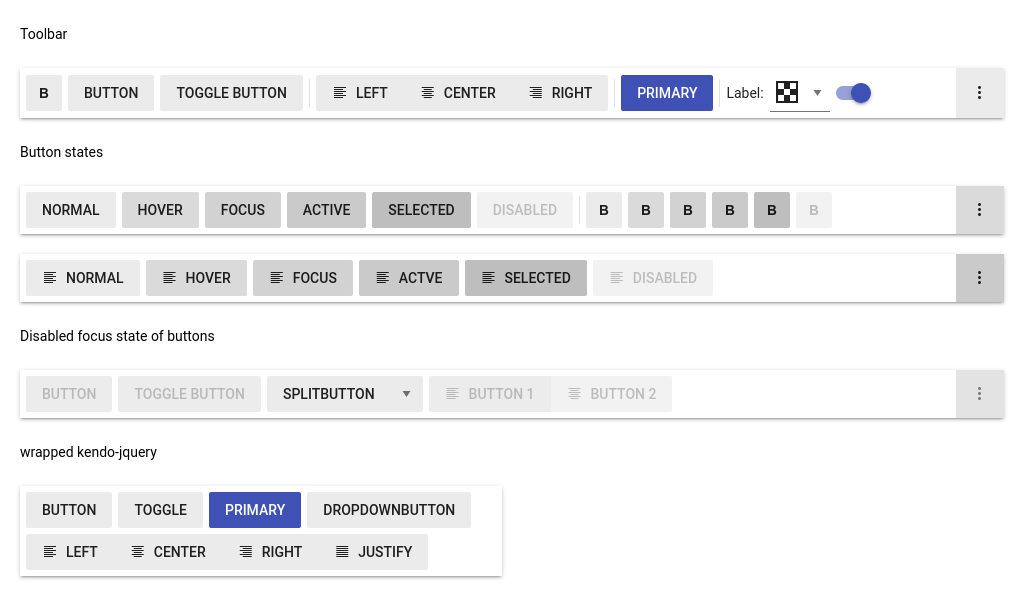 Toolbar
B BUTTON TOGGLE BUTTON LEFT CENTER RIGHT PRIMARY Label:
Button states
NORMAL HOVER FOCUS ACTIVE SELECTED DISABLED B B B B B B
NORMAL HOVER FOCUS ACTVE SELECTED DISABLED
Disabled focus state of buttons
BUTTON TOGGLE BUTTON SPLITBUTTON BUTTON 1 BUTTON 2
wrapped kendo-jquery
BUTTON TOGGLE PRIMARY DROPDOWNBUTTON
LEFT CENTER RIGHT JUSTIFY